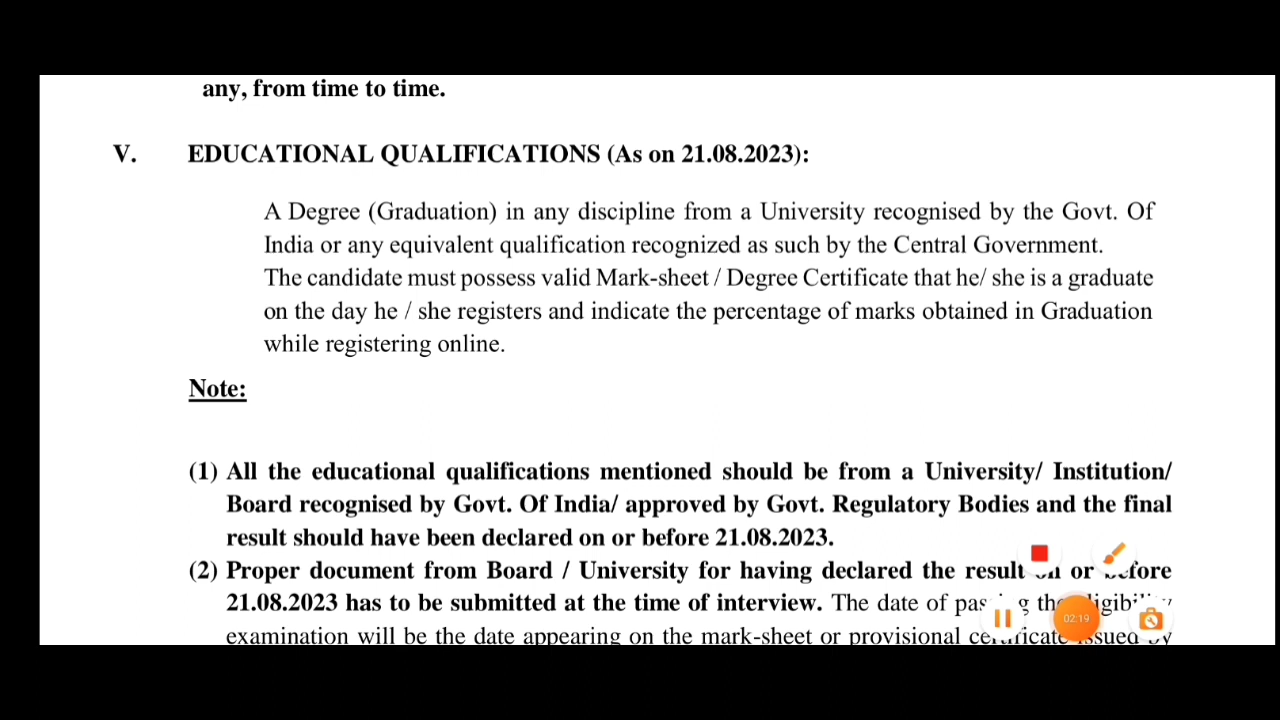 any, from time to time.
V. EDUCATIONAL QUALIFICATIONS (As on 21.08.2023):
A Degree (Graduation) in any discipline from a University recognised by the Govt. Of
India or any equivalent qualification recognized as such by the Central Government.
The candidate must possess valid Mark-sheet / Degree Certificate that he/ she is a graduate
on the day he / she registers and indicate the percentage of marks obtained in Graduation
while registering online.
Note:
(1) All the educational qualifications mentioned should be from a University/ Institution/
Board recognised by Govt. Of India/ approved by Govt. Regulatory Bodies and the final
result should have been declared on or before 21.08.2023.
(2) Proper document from Board / University for having declared the result on or before
21.08.2023 has to be submitted at the time of interview. The date of
examination will be the date appearing on the mark-sheet or provisional certificate issued by
02:19